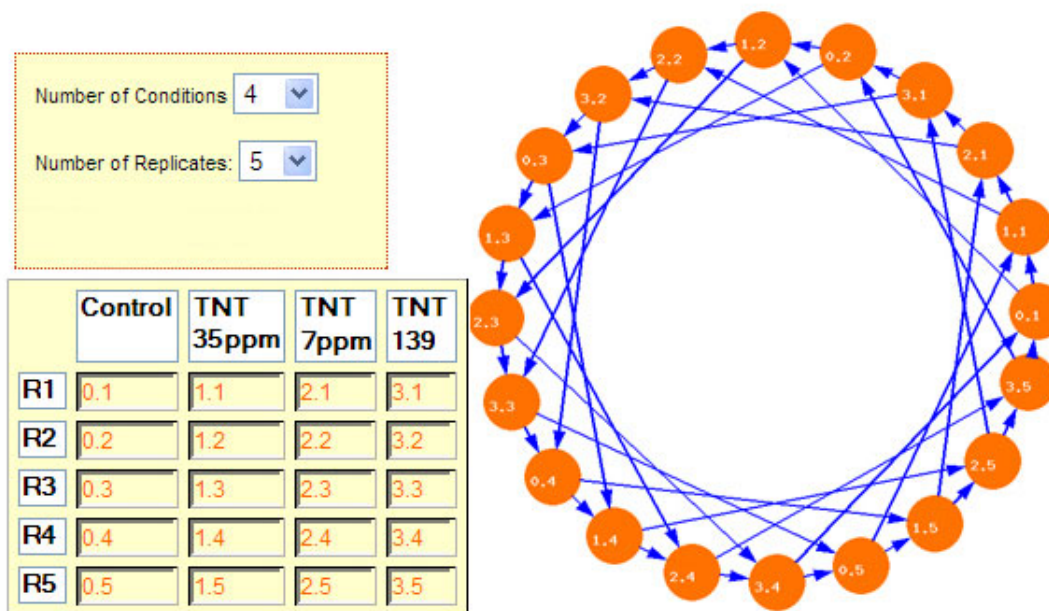 Number of Conditions 4
Number of Replicates: 5
Control TNT 35ppm TNT 7ppm TNT 139
R1 0.1 1.1 2.1 3.1
R2 0.2 1.2 2.2 3.2
R3 0.3 1.3 2.3 3.3
R4 0.4 1.4 2.4 3.4
R5 0.5 1.5 2.5 3.5
1.2
0.2
2.2
3.1
3.2
2.1
0.3
1.1
1.3
0.1
2.3
3.5
3.3
2.5
0.4
1.5
1.4
0.5
2.4
3.4